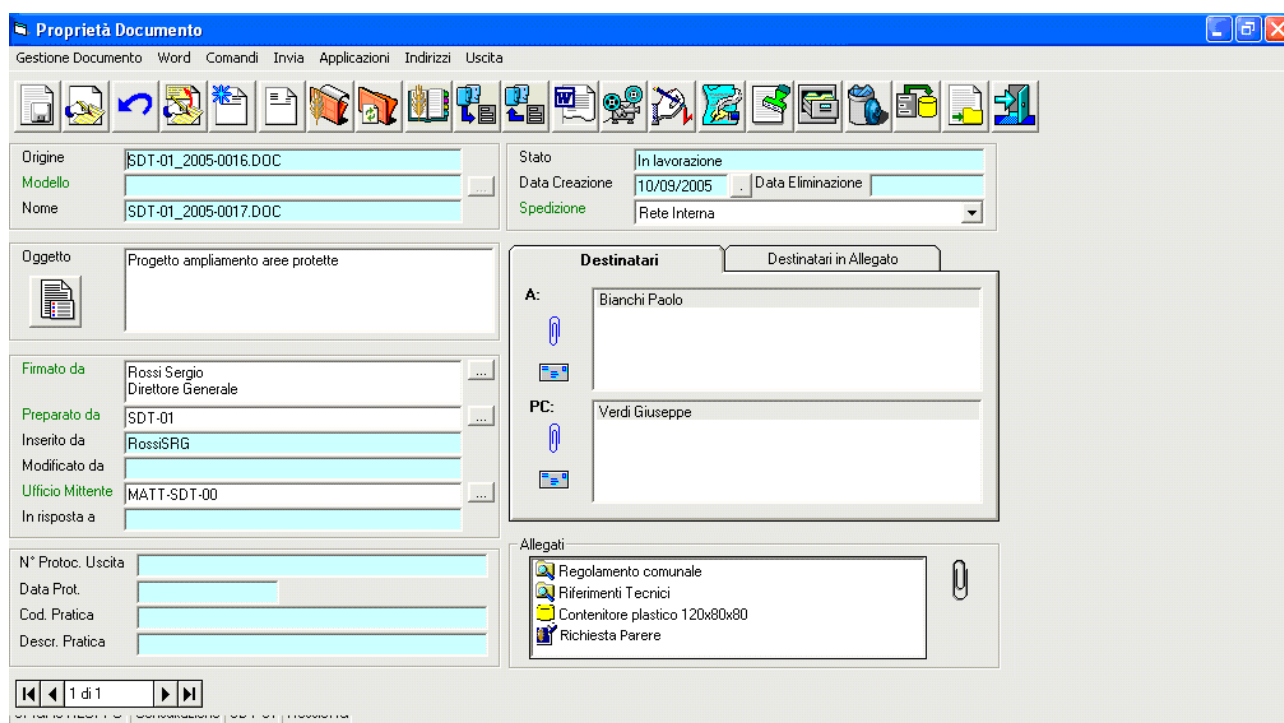 Proprietà Documento
Gestione Documento Word Comandi Invia Applicazioni Indirizzi Uscita
Origine SDT-01_2005-0016.DOC
Modello ...
Nome SDT-01_2005-0017.DOC
Stato In lavorazione
Data Creazione 10/09/2005 . Data Eliminazione
Spedizione Rete Interna
Oggetto Progetto ampliamento aree protette
Firmato da Rossi Sergio ...
Direttore Generale
Preparato da SDT-01 ...
Inserito da RossiSRG
Modificato da
Ufficio Mittente MATT-SDT-00 ...
In risposta a
Destinatari Destinatari in Allegato
A: Bianchi Paolo
PC: Verdi Giuseppe
N° Protoc. Uscita
Data Prot.
Cod. Pratica
Descr. Pratica
Allegati
Regolamento comunale
Riferimenti Tecnici
Contenitore plastico 120x80x80
Richiesta Parere
1 di 1